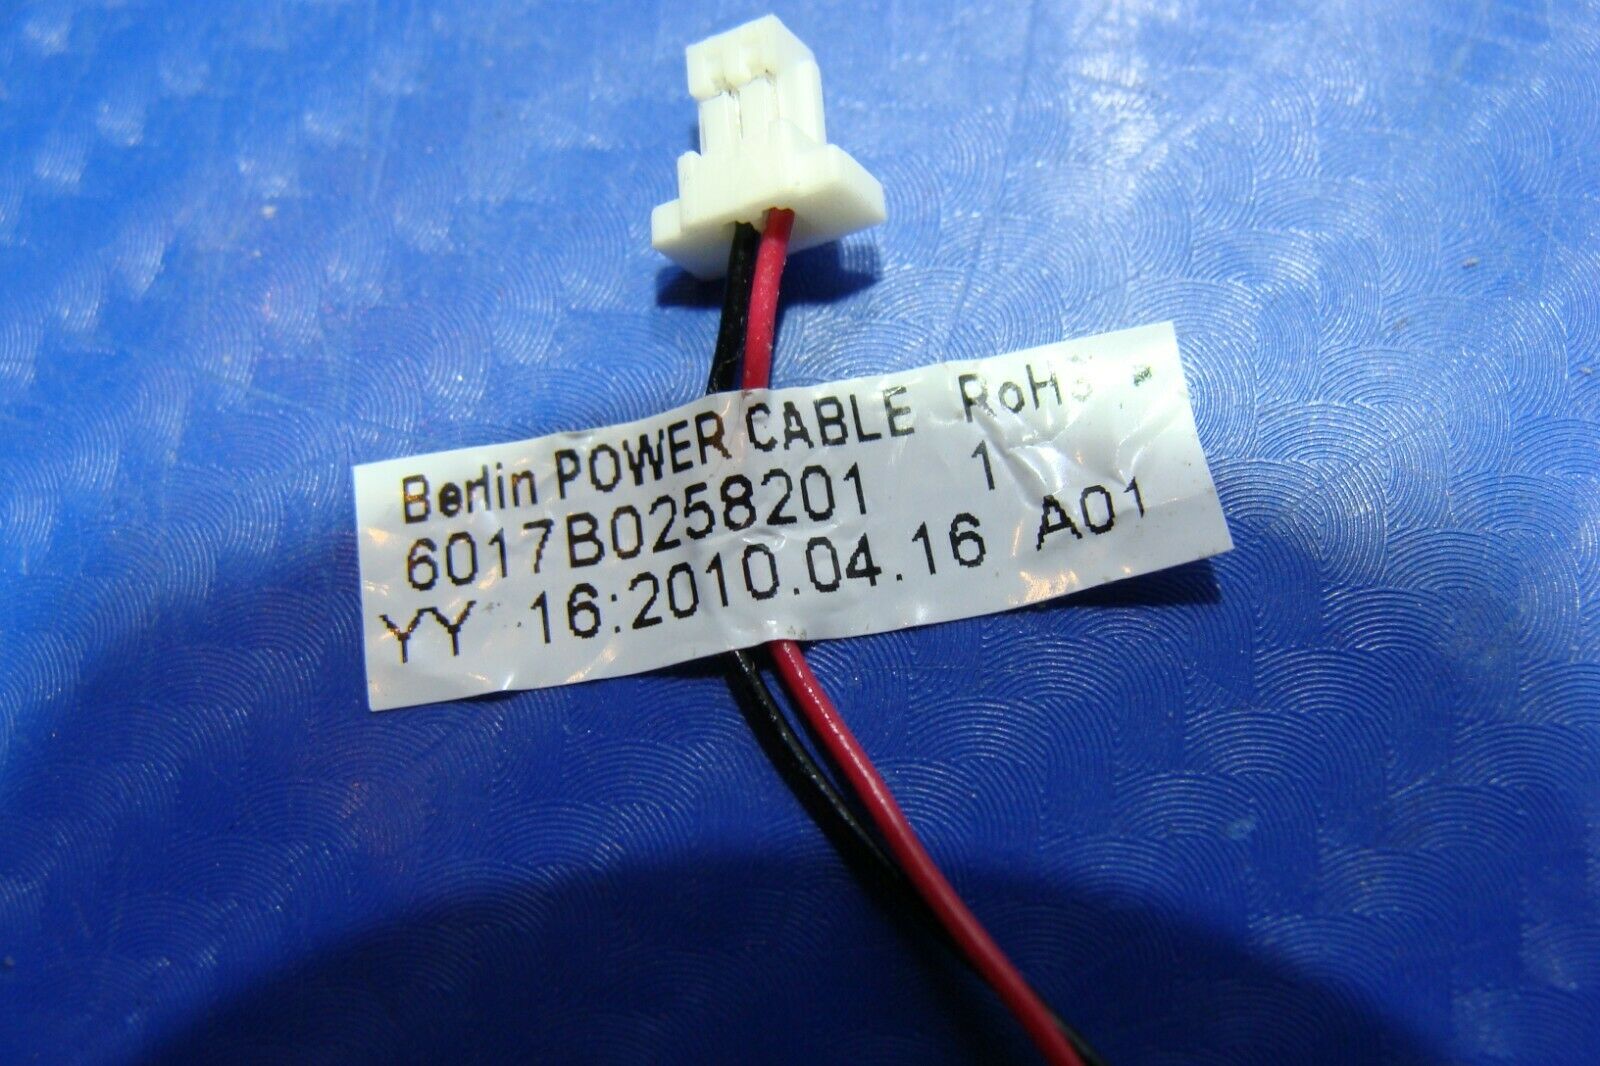 Berlin POWER CABLE RoHS -
6017B0258201 1
YY 16:2010.04.16 A01